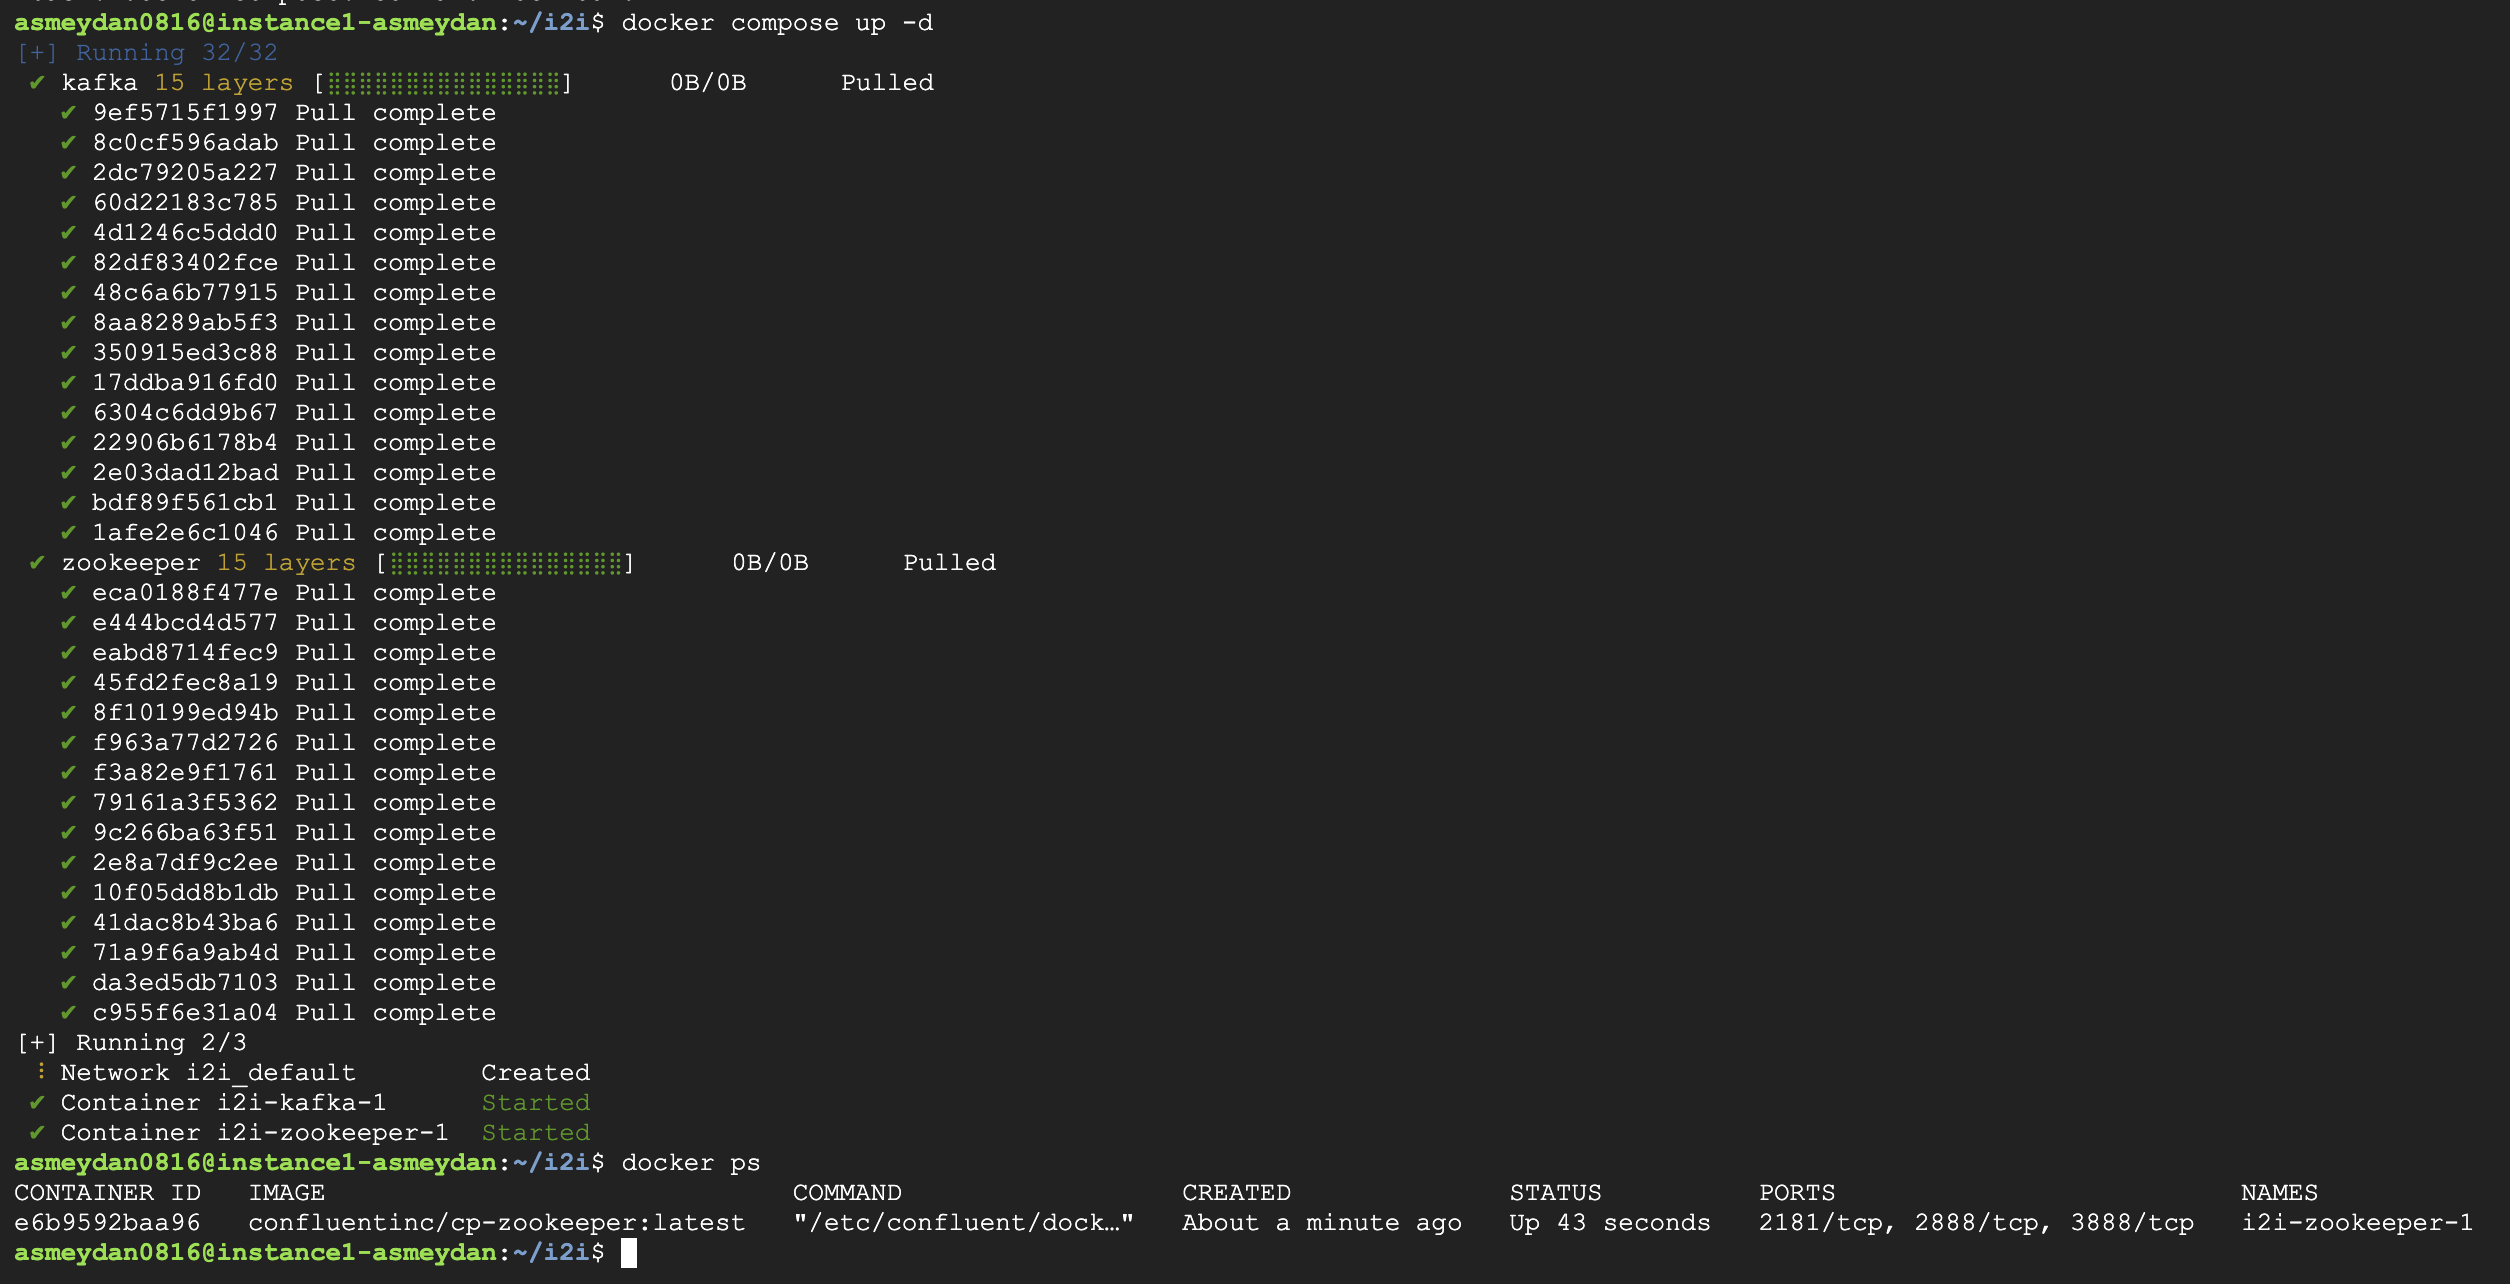 asmeydan0816@instance1-asmeydan:~/i2i$ docker compose up -d
[+] Running 32/32
✔ kafka 15 layers [⣿⣿⣿⣿⣿⣿⣿⣿⣿⣿⣿⣿⣿⣿⣿] 0B/0B Pulled
✔ 9ef5715f1997 Pull complete
✔ 8c0cf596adab Pull complete
✔ 2dc79205a227 Pull complete
✔ 60d22183c785 Pull complete
✔ 4d1246c5ddd0 Pull complete
✔ 82df83402fce Pull complete
✔ 48c6a6b77915 Pull complete
✔ 8aa8289ab5f3 Pull complete
✔ 350915ed3c88 Pull complete
✔ 17ddba916fd0 Pull complete
✔ 6304c6dd9b67 Pull complete
✔ 22906b6178b4 Pull complete
✔ 2e03dad12bad Pull complete
✔ bdf89f561cb1 Pull complete
✔ 1afe2e6c1046 Pull complete
✔ zookeeper 15 layers [⣿⣿⣿⣿⣿⣿⣿⣿⣿⣿⣿⣿⣿⣿⣿] 0B/0B Pulled
✔ eca0188f477e Pull complete
✔ e444bcd4d577 Pull complete
✔ eabd8714fec9 Pull complete
✔ 45fd2fec8a19 Pull complete
✔ 8f10199ed94b Pull complete
✔ f963a77d2726 Pull complete
✔ f3a82e9f1761 Pull complete
✔ 79161a3f5362 Pull complete
✔ 9c266ba63f51 Pull complete
✔ 2e8a7df9c2ee Pull complete
✔ 10f05dd8b1db Pull complete
✔ 41dac8b43ba6 Pull complete
✔ 71a9f6a9ab4d Pull complete
✔ da3ed5db7103 Pull complete
✔ c955f6e31a04 Pull complete
[+] Running 2/3
⠸ Network i2i_default Created
✔ Container i2i-kafka-1 Started
✔ Container i2i-zookeeper-1 Started
asmeydan0816@instance1-asmeydan:~/i2i$ docker ps
CONTAINER ID IMAGE COMMAND CREATED STATUS PORTS NAMES
e6b9592baa96 confluentinc/cp-zookeeper:latest "/etc/confluent/dock…" About a minute ago Up 43 seconds 2181/tcp, 2888/tcp, 3888/tcp i2i-zookeeper-1
asmeydan0816@instance1-asmeydan:~/i2i$